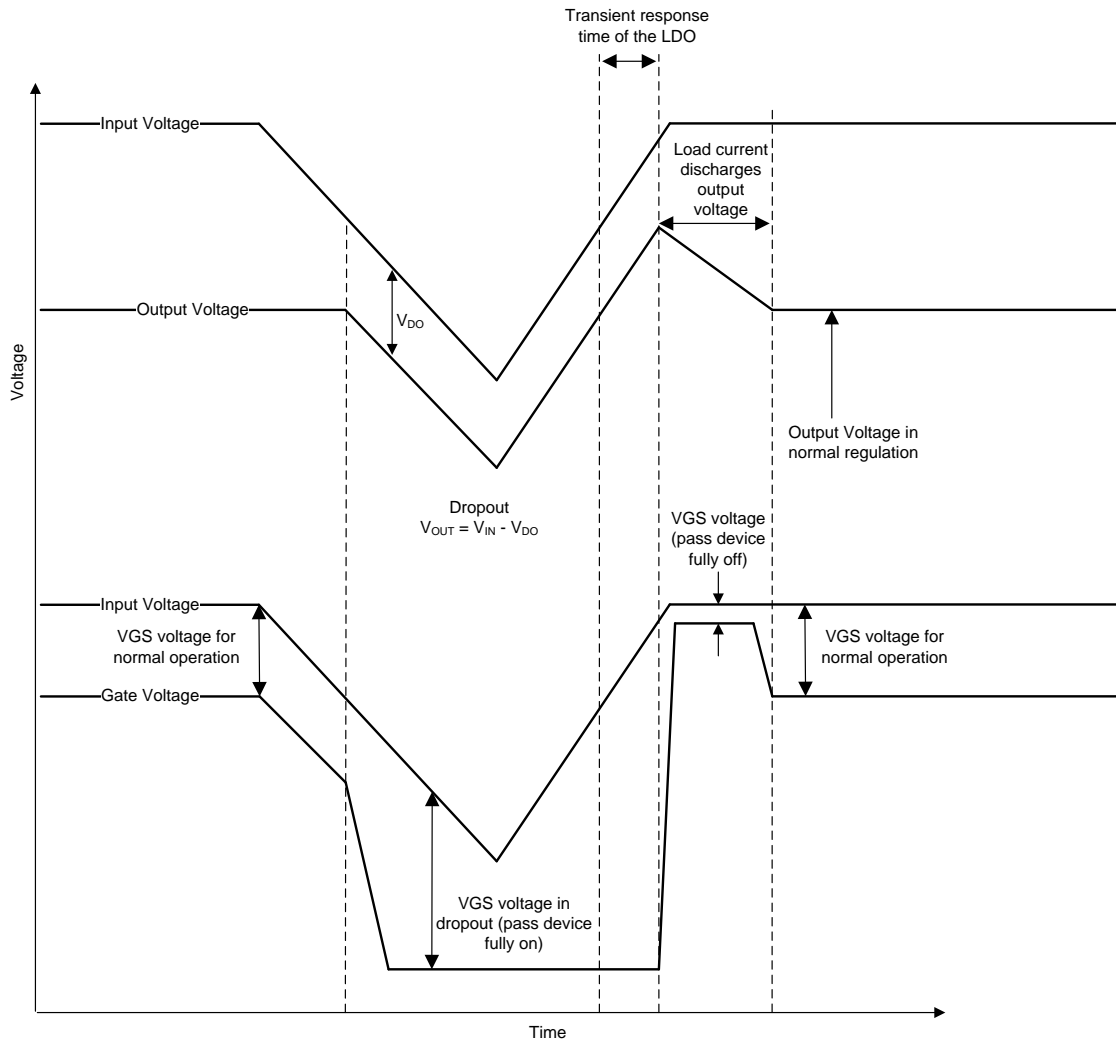 Transient response
time of the LDO
Input Voltage
Load current
discharges
output
voltage
Output Voltage
VDO
Voltage
Output Voltage in
normal regulation
Dropout
VOUT = VIN - VDO
VGS voltage
(pass device
fully off)
Input Voltage
VGS voltage for
normal operation
VGS voltage for
normal operation
Gate Voltage
VGS voltage in
dropout (pass device
fully on)
Time